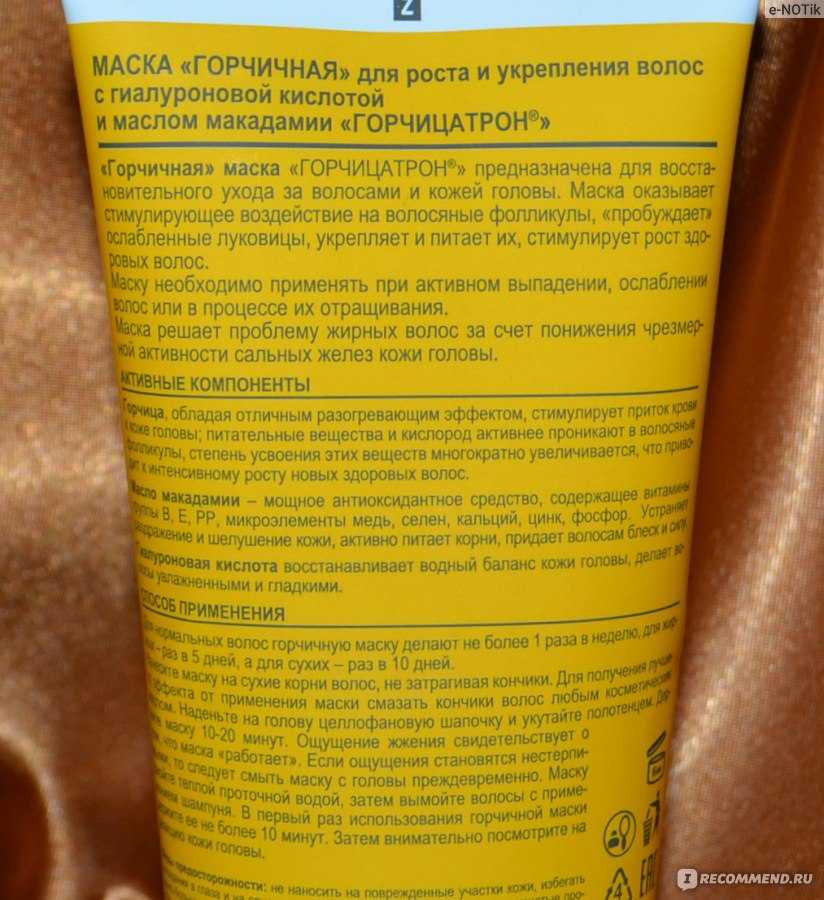 e-NOTik
Z
МАСКА «ГОРЧИЧНАЯ» для роста и укрепления волос
с гиалуроновой кислотой
и маслом макадамии «ГОРЧИЦАТРОН®»
«Горчичная» маска «ГОРЧИЦАТРОН®» предназначена для восста-
новительного ухода за волосами и кожей головы. Маска оказывает
стимулирующее воздействие на волосяные фолликулы, «пробуждает»
ослабленные луковицы, укрепляет и питает их, стимулирует рост здо-
ровых волос.
Маску необходимо применять при активном выпадении, ослаблении
волос или в процессе их отращивания.
Маска решает проблему жирных волос за счет понижения чрезмер-
ной активности сальных желез кожи головы.
АКТИВНЫЕ КОМПОНЕНТЫ
Горчица, обладая отличным разогревающим эффектом, стимулирует приток крови
к коже головы; питательные вещества и кислород активнее проникают в волосяные
фолликулы, степень усвоения этих веществ многократно увеличивается, что приво-
дит к интенсивному росту новых здоровых волос.
Масло макадамии – мощное антиоксидантное средство, содержащее витамины
группы В, Е, РР, микроэлементы медь, селен, кальций, цинк, фосфор. Устраняет
раздражение и шелушение кожи, активно питает корни, придает волосам блеск и силу.
иалуроновая кислота восстанавливает водный баланс кожи головы, делает во-
лосы увлажненными и гладкими.
СПОСОБ ПРИМЕНЕНИЯ
Для нормальных волос горчичную маску делают не более 1 раза в неделю, для жир-
ных – раз в 5 дней, а для сухих – раз в 10 дней.
маску на сухие корни волос, не затрагивая кончики. Для получения лучше-
эффекта от применения маски смазать кончики волос любым косметическим
Наденьте на голову целлофановую шапочку и укутайте полотенцем.
маску 10-20 минут. Ощущение жжения свидетельствует о
что маска «работает». Если ощущения становятся нестерпи-
то следует смыть маску с головы преждевременно. Маску
теплой проточной водой, затем вымойте волосы с приме-
шампуня. В первый раз использования горчичной маски
ее не более 10 минут. Затем внимательно посмотрите на
кожи головы.
предосторожности: не наносить на поврежденные участки кожи, избегать
в глаза и на
4
EAC
I RECOMMEND.RU